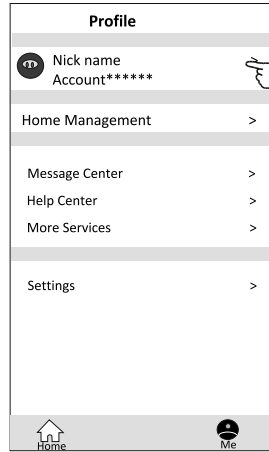 Profile
Nick name
Account******
Home Management >
Message Center >
Help Center >
More Services >
Settings >
Home Me